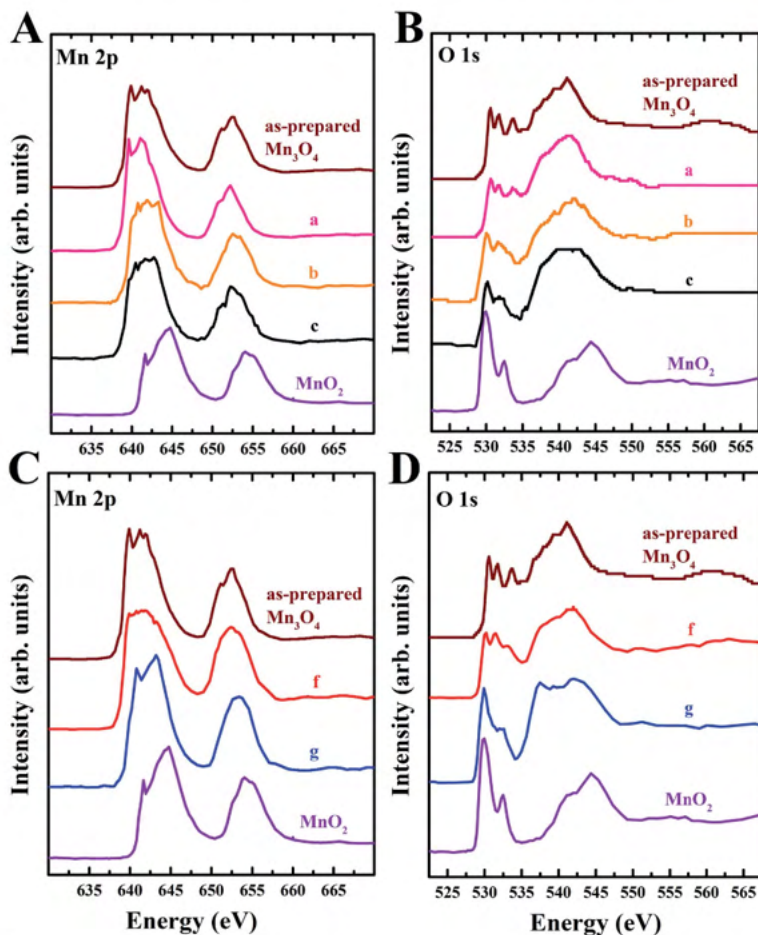 A
Mn 2p
as-prepared
Mn3O4
a
b
c
MnO2
Intensity (arb. units)
635 640 645 650 655 660 665
B
O 1s
as-prepared
Mn3O4
a
b
c
MnO2
Intensity (arb. units)
525 530 535 540 545 550 555 560 565
C
Mn 2p
as-prepared
Mn3O4
f
g
MnO2
Intensity (arb. units)
635 640 645 650 655 660 665
Energy (eV)
D
O 1s
as-prepared
Mn3O4
f
g
MnO2
Intensity (arb. units)
525 530 535 540 545 550 555 560 565
Energy (eV)